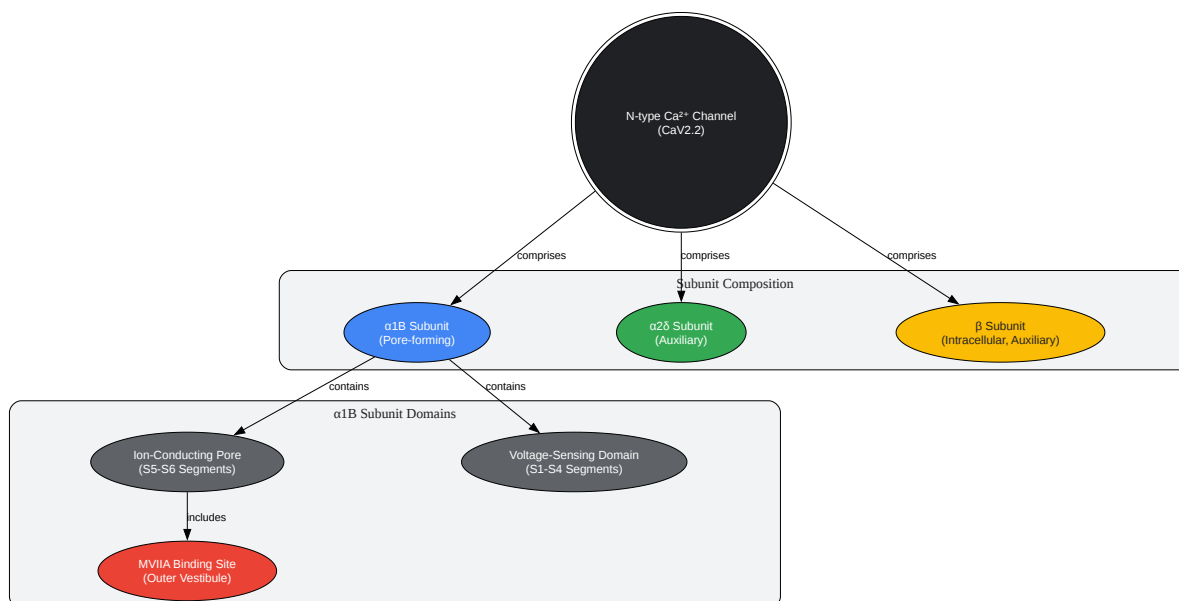 N-type Ca²⁺ Channel
(CaV2.2)
comprises
comprises
comprises
Subunit Composition
α1B Subunit
(Pore-forming)
α2δ Subunit
(Auxiliary)
β Subunit
(Intracellular, Auxiliary)
contains
contains
α1B Subunit Domains
Ion-Conducting Pore
(S5-S6 Segments)
Voltage-Sensing Domain
(S1-S4 Segments)
includes
MVIIA Binding Site
(Outer Vestibule)